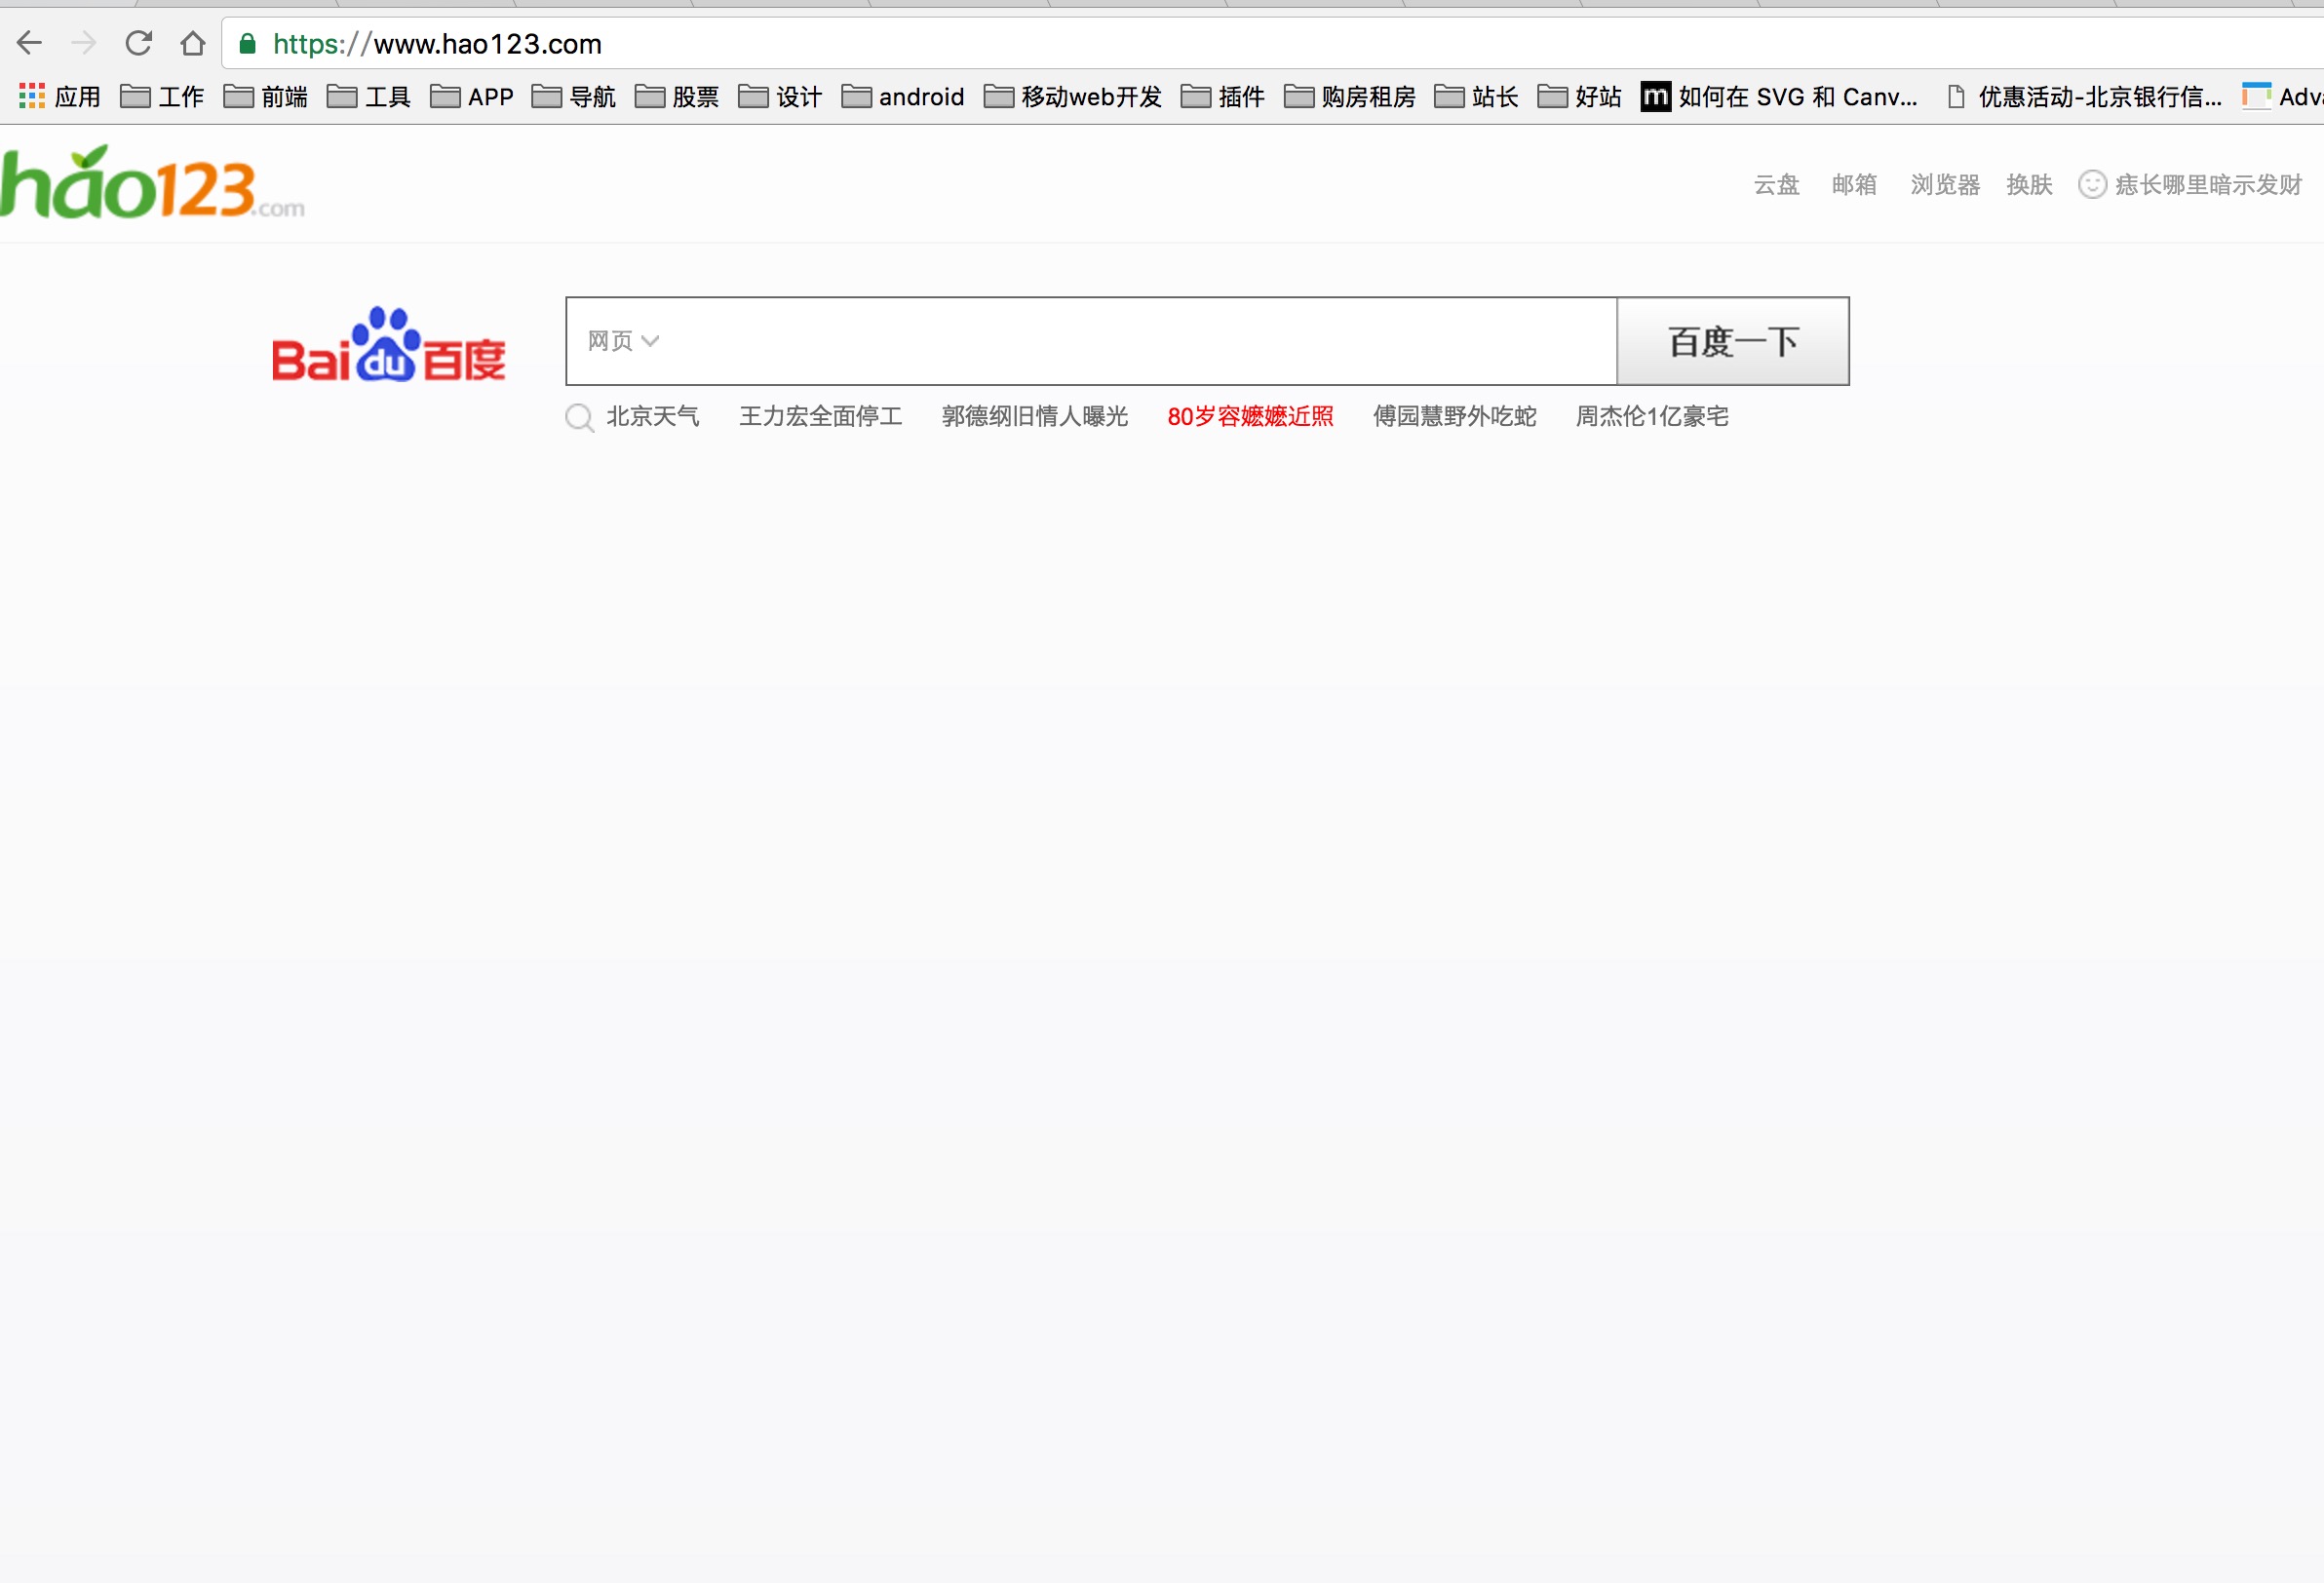 https://www.hao123.com
应用 工作 前端 工具 APP 导航 股票 设计 android 移动web开发 插件 购房租房 站长 好站 m 如何在 SVG 和 Canv... 优惠活动-北京银行信...
hao123.com 云盘 邮箱 浏览器 换肤 痣长哪里暗示发财
Bai du 百度 网页 百度一下
北京天气 王力宏全面停工 郭德纲旧情人曝光 80岁容嬷嬷近照 傅园慧野外吃蛇 周杰伦1亿豪宅